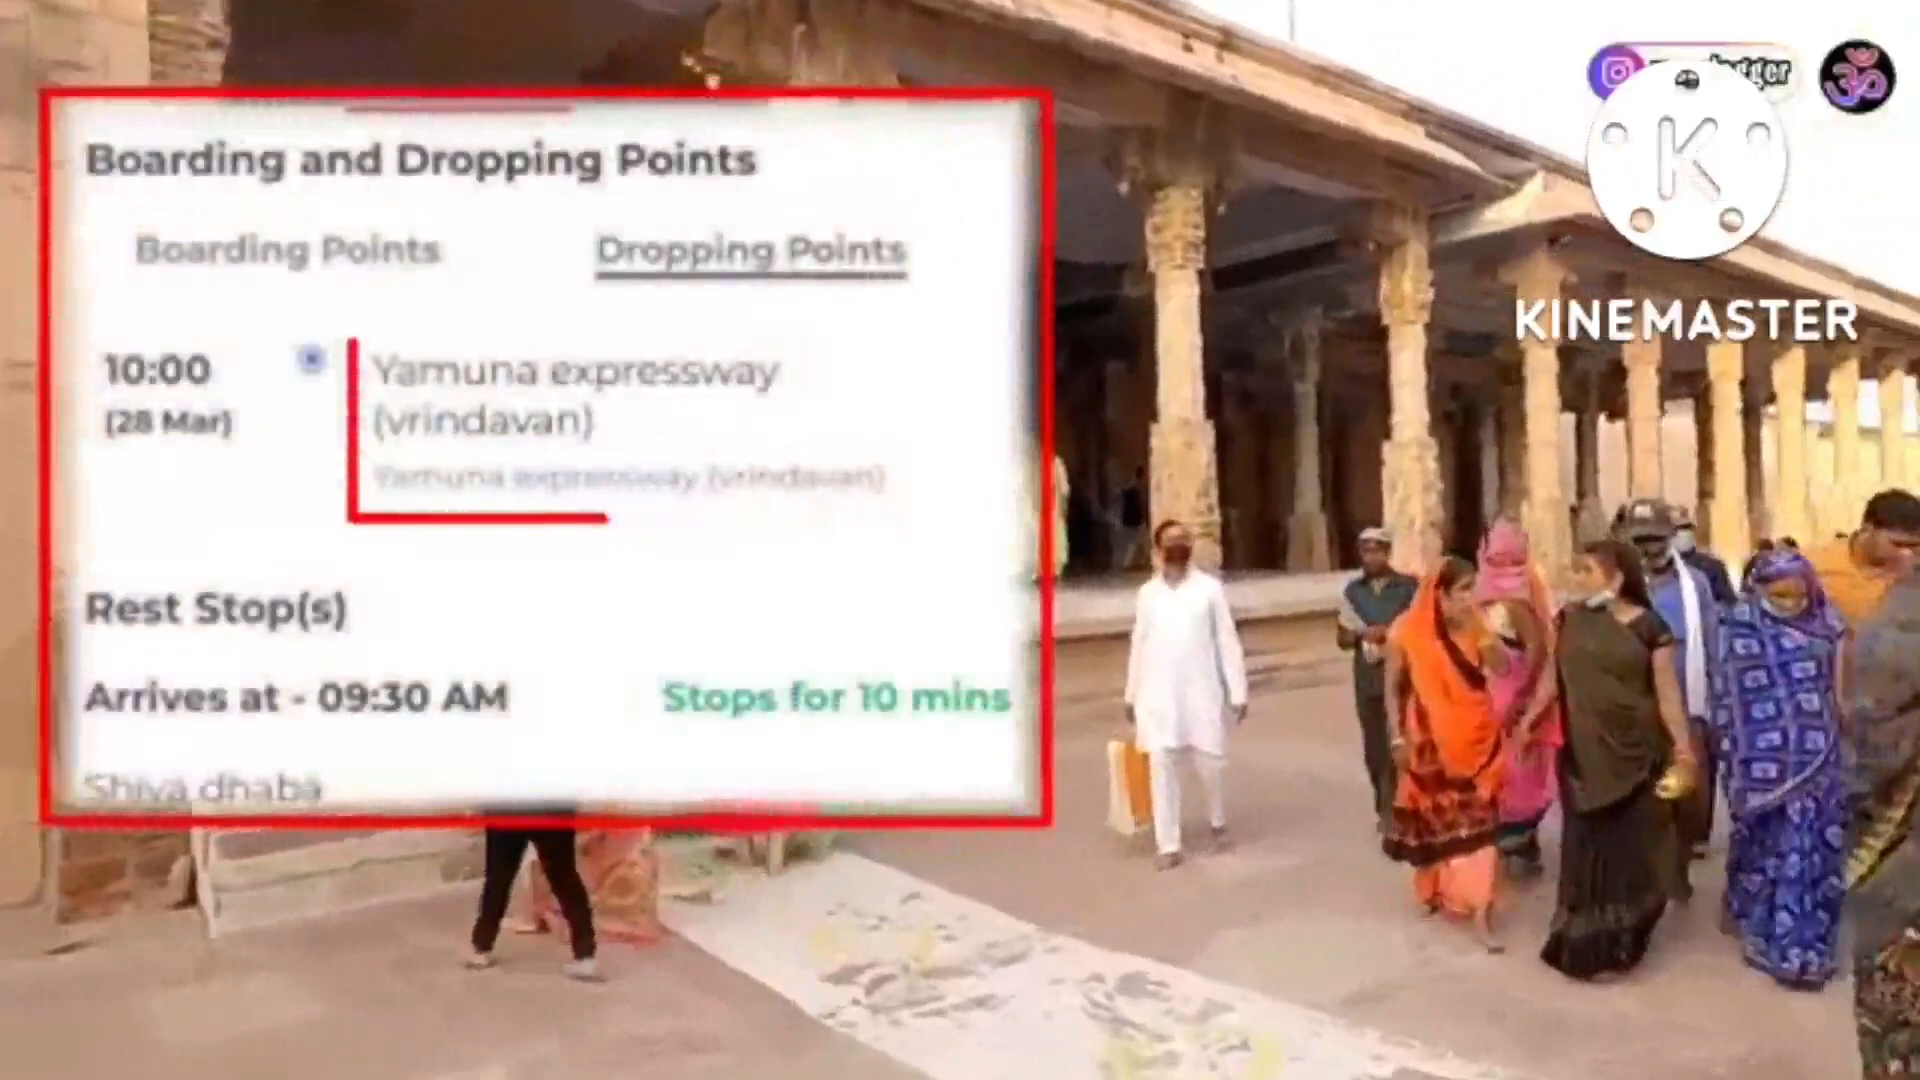 Boarding and Dropping Points
Boarding Points
Dropping Points
10:00
(28 Mar)
Yamuna expressway
(vrindavan)
Yamuna expressway (vrindavan)
Rest Stop(s)
Arrives at - 09:30 AM
Stops for 10 mins
Shiva dhaba
K
KINEMASTER
ॐ